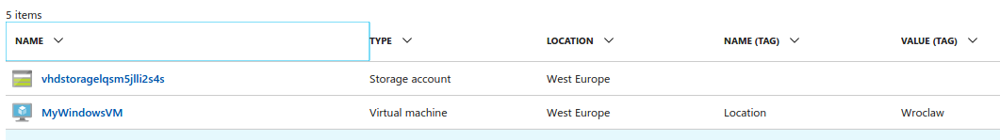 5 items
NAME TYPE LOCATION NAME (TAG) VALUE (TAG)
vhdstoragelqsm5jlli2s4s Storage account West Europe
MyWindowsVM Virtual machine West Europe Location Wroclaw